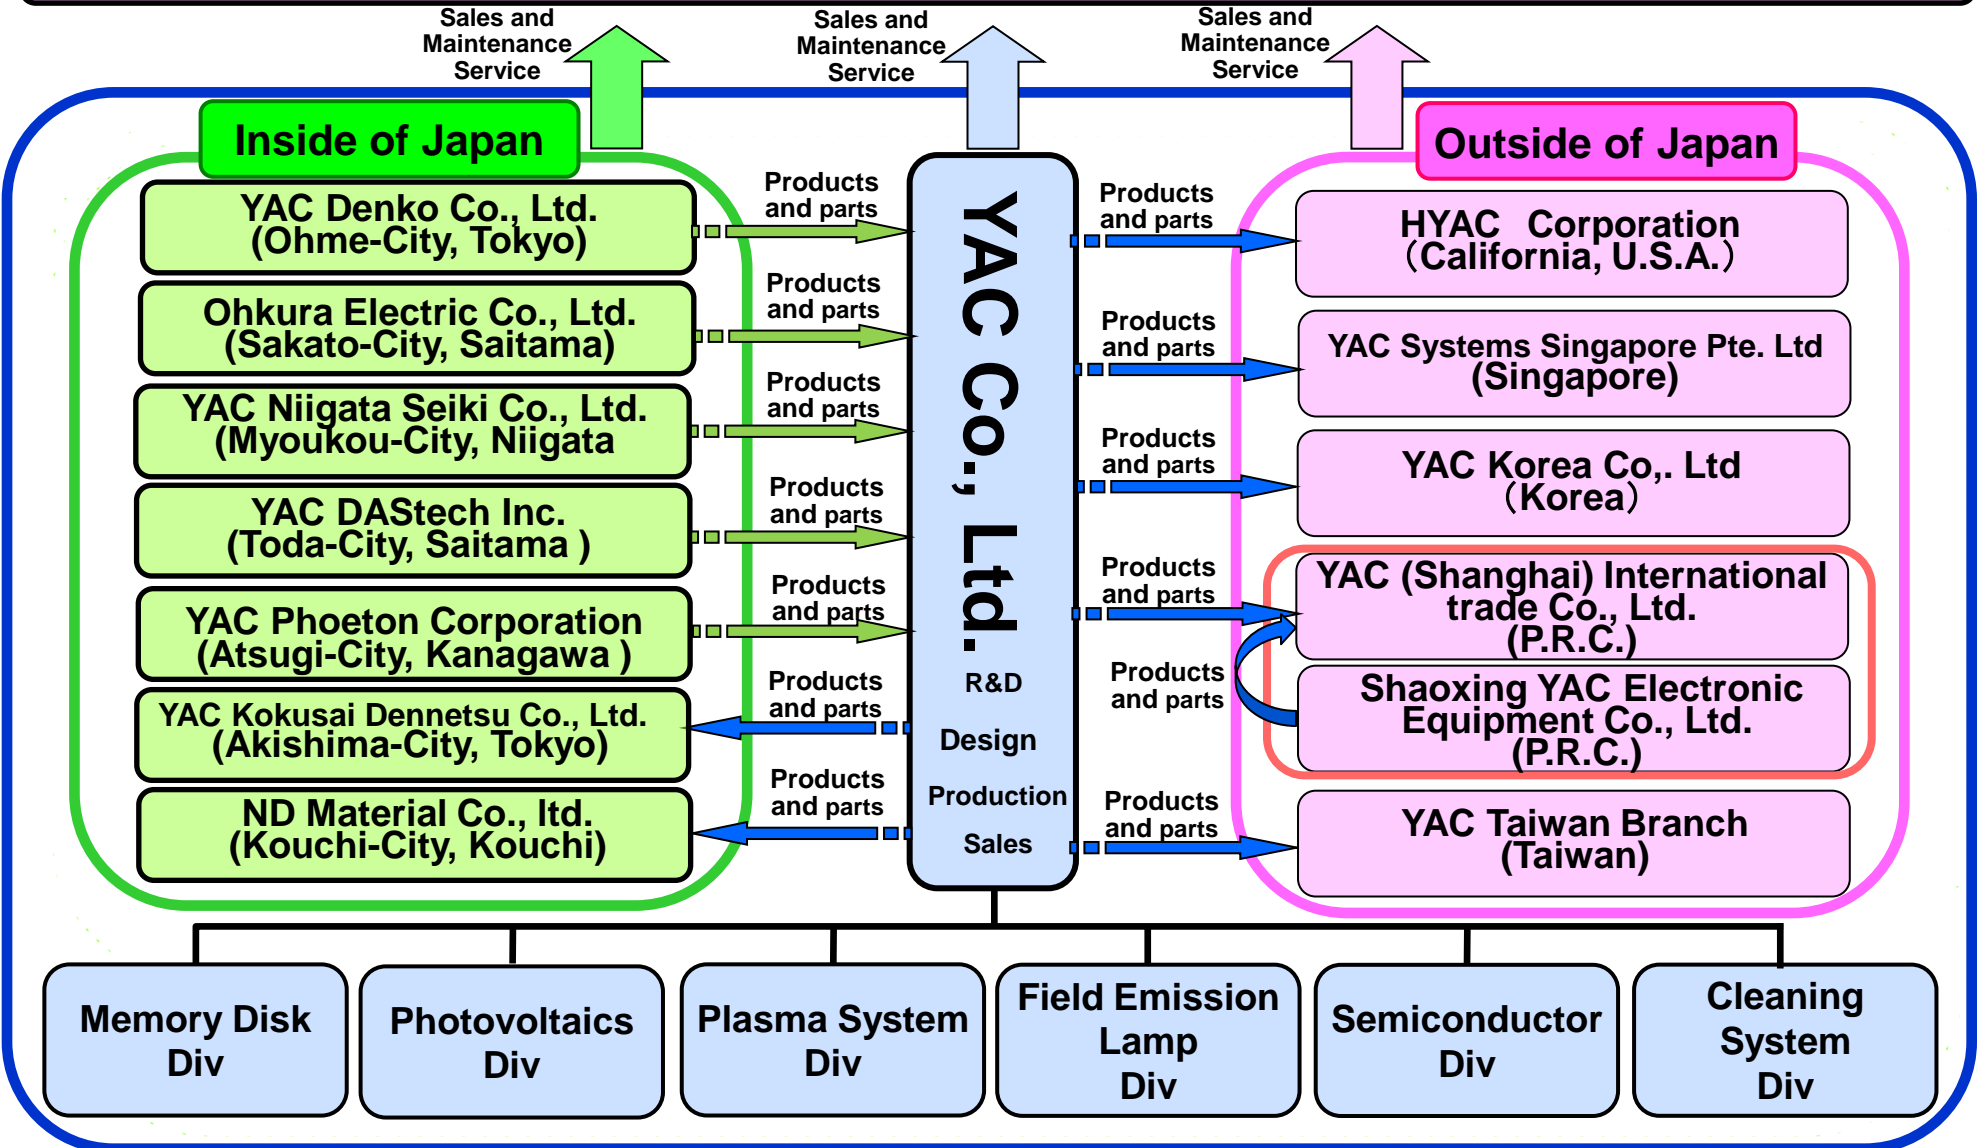 Sales and
Maintenance
Service
Sales and
Maintenance
Service
Sales and
Maintenance
Service
Inside of Japan
YAC Denko Co., Ltd.
(Ohme-City, Tokyo)
Ohkura Electric Co., Ltd.
(Sakato-City, Saitama)
YAC Niigata Seiki Co., Ltd.
(Myoukou-City, Niigata
YAC DAStech Inc.
(Toda-City, Saitama )
YAC Phoeton Corporation
(Atsugi-City, Kanagawa )
YAC Kokusai Dennetsu Co., Ltd.
(Akishima-City, Tokyo)
ND Material Co., ltd.
(Kouchi-City, Kouchi)
Products
and parts
Products
and parts
Products
and parts
Products
and parts
Products
and parts
Products
and parts
Products
and parts
YAC Co., Ltd.
R&D
Design
Production
Sales
Products
and parts
Products
and parts
Products
and parts
Products
and parts
Products
and parts
Products
and parts
Outside of Japan
HYAC Corporation
（California, U.S.A.）
YAC Systems Singapore Pte. Ltd
(Singapore)
YAC Korea Co,. Ltd
（Korea）
YAC (Shanghai) International
trade Co., Ltd.
(P.R.C.)
Shaoxing YAC Electronic
Equipment Co., Ltd.
(P.R.C.)
YAC Taiwan Branch
(Taiwan)
Memory Disk
Div
Photovoltaics
Div
Plasma System
Div
Field Emission
Lamp
Div
Semiconductor
Div
Cleaning
System
Div